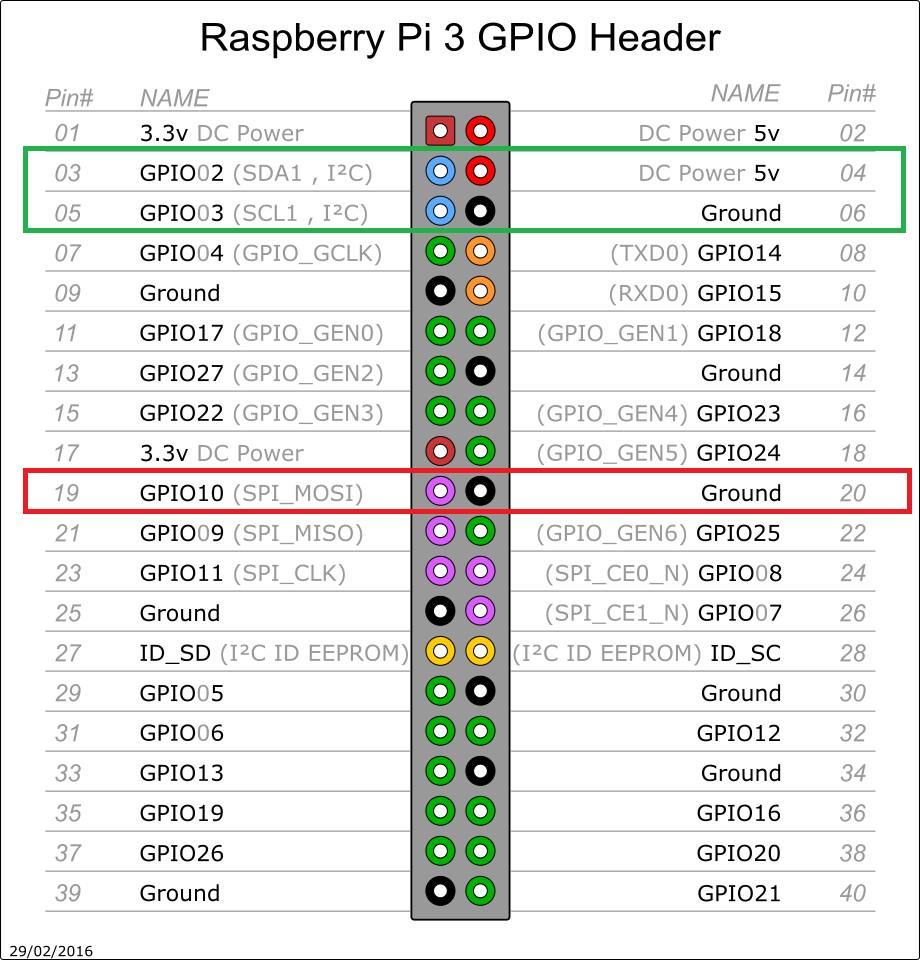 Raspberry Pi 3 GPIO Header
Pin# NAME NAME Pin#
01 3.3v DC Power DC Power 5v 02
03 GPIO02 (SDA1 , I²C) DC Power 5v 04
05 GPIO03 (SCL1 , I²C) Ground 06
07 GPIO04 (GPIO_GCLK) (TXD0) GPIO14 08
09 Ground (RXD0) GPIO15 10
11 GPIO17 (GPIO_GEN0) (GPIO_GEN1) GPIO18 12
13 GPIO27 (GPIO_GEN2) Ground 14
15 GPIO22 (GPIO_GEN3) (GPIO_GEN4) GPIO23 16
17 3.3v DC Power (GPIO_GEN5) GPIO24 18
19 GPIO10 (SPI_MOSI) Ground 20
21 GPIO09 (SPI_MISO) (GPIO_GEN6) GPIO25 22
23 GPIO11 (SPI_CLK) (SPI_CE0_N) GPIO08 24
25 Ground (SPI_CE1_N) GPIO07 26
27 ID_SD (I²C ID EEPROM) (I²C ID EEPROM) ID_SC 28
29 GPIO05 Ground 30
31 GPIO06 GPIO12 32
33 GPIO13 Ground 34
35 GPIO19 GPIO16 36
37 GPIO26 GPIO20 38
39 Ground GPIO21 40
29/02/2016